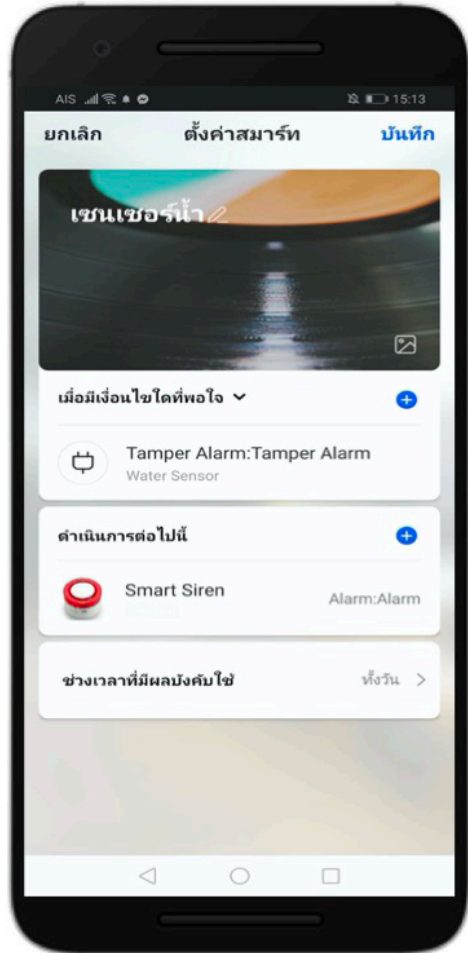 AIS 15:13
ยกเลิก ตั้งค่าสมาร์ท บันทึก
เซนเซอร์น้ำ
เมื่อมีเงื่อนไขใดที่พอใจ
Tamper Alarm:Tamper Alarm
Water Sensor
ดำเนินการต่อไปนี้
Smart Siren Alarm:Alarm
ช่วงเวลาที่มีผลบังคับใช้ ทั้งวัน